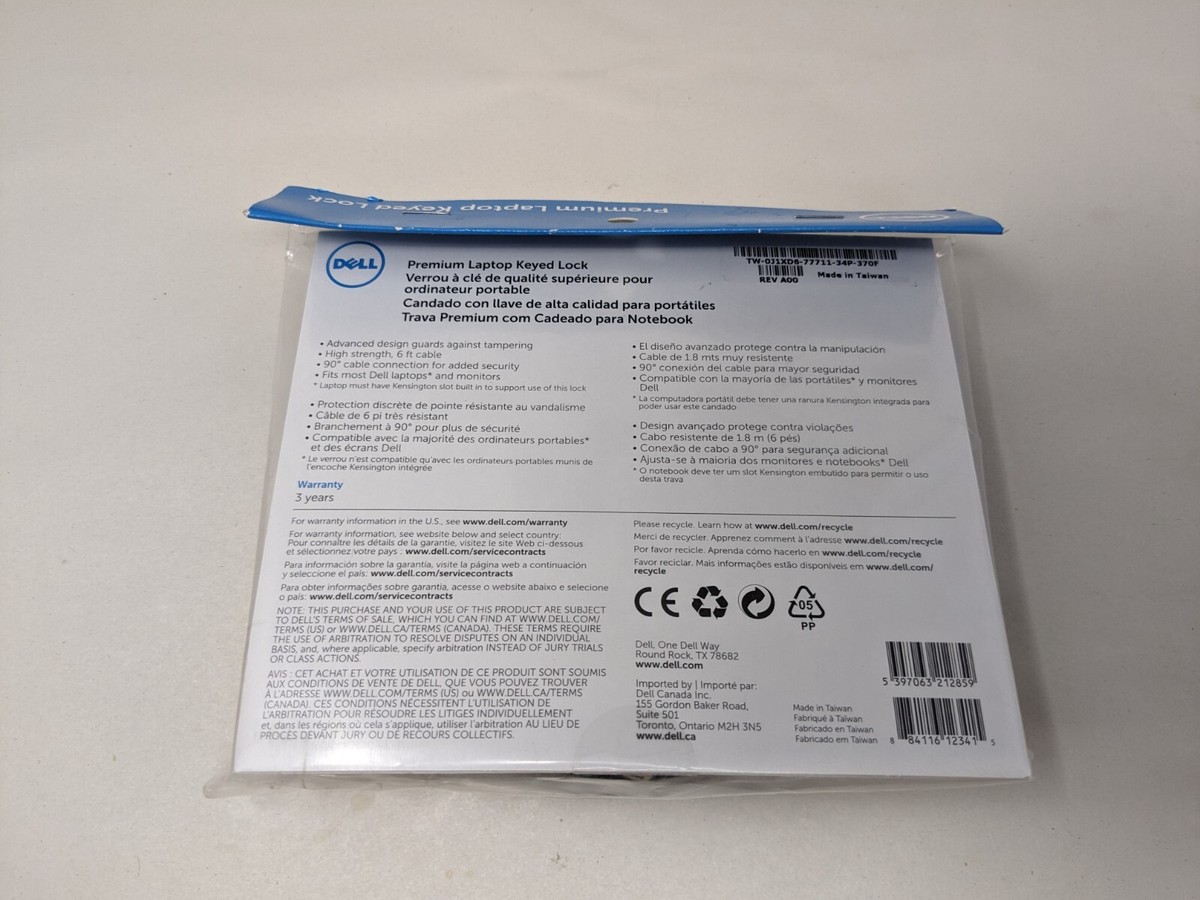 Premium Laptop Keyed Lock
DELL
Premium Laptop Keyed Lock
Verrou à clé de qualité supérieure pour
ordinateur portable
Candado con llave de alta calidad para portátiles
Trava Premium com Cadeado para Notebook
TW-0J1XD6-77711-34P-370F
REV A00
Made in Taiwan
• Advanced design guards against tampering
• High strength, 6 ft cable
• 90° cable connection for added security
• Fits most Dell laptops* and monitors
* Laptop must have Kensington slot built in to support use of this lock
• Protection discrète de pointe résistante au vandalisme
• Câble de 6 pi très résistant
• Branchement à 90° pour plus de sécurité
• Compatible avec la majorité des ordinateurs portables*
et des écrans Dell
* Le verrou n'est compatible qu'avec les ordinateurs portables munis de
l'encoche Kensington intégrée
Warranty
3 years
• El diseño avanzado protege contra la manipulación
• Cable de 1.8 mts muy resistente
• 90° conexión del cable para mayor seguridad
• Compatible con la mayoría de las portátiles* y monitores
Dell
* La computadora portátil debe tener una ranura Kensington integrada para
poder usar este candado
• Design avançado protege contra violações
• Cabo resistente de 1.8 m (6 pés)
• Conexão de cabo a 90° para segurança adicional
• Ajusta-se à maioria dos monitores e notebooks* Dell
* O notebook deve ter um slot Kensington embutido para permitir o uso
desta trava
For warranty information in the U.S., see www.dell.com/warranty
For warranty information, see website below and select country:
Pour connaître les détails de la garantie, visitez le site Web ci-dessous
et sélectionnez votre pays : www.dell.com/servicecontracts
Para información sobre la garantía, visite la página web a continuación
y seleccione el país: www.dell.com/servicecontracts
Para obter informações sobre garantia, acesse o website abaixo e selecione
o país: www.dell.com/servicecontracts
NOTE: THIS PURCHASE AND YOUR USE OF THIS PRODUCT ARE SUBJECT
TO DELL'S TERMS OF SALE, WHICH YOU CAN FIND AT WWW.DELL.COM/
TERMS (US) or WWW.DELL.CA/TERMS (CANADA). THESE TERMS REQUIRE
THE USE OF ARBITRATION TO RESOLVE DISPUTES ON AN INDIVIDUAL
BASIS, and, where applicable, specify arbitration INSTEAD OF JURY TRIALS
OR CLASS ACTIONS.
AVIS : CET ACHAT ET VOTRE UTILISATION DE CE PRODUIT SONT SOUMIS
AUX CONDITIONS DE VENTE DE DELL, QUE VOUS POUVEZ TROUVER
À L'ADRESSE WWW.DELL.COM/TERMS (US) ou WWW.DELL.CA/TERMS
(CANADA). CES CONDITIONS NÉCESSITENT L'UTILISATION DE
L'ARBITRATION POUR RÉSOUDRE LES LITIGES INDIVIDUELLEMENT
et, dans les régions où cela s'applique, utiliser l'arbitration AU LIEU DE
PROCÈS DEVANT JURY OU DE RECOURS COLLECTIFS.
Please recycle. Learn how at www.dell.com/recycle
Merci de recycler. Apprenez comment à l'adresse www.dell.com/recycle
Por favor recicle. Aprenda cómo hacerlo en www.dell.com/recycle
Favor reciclar. Mais informações estão disponíveis em www.dell.com/
recycle
CE
05
PP
Dell, One Dell Way
Round Rock, TX 78682
www.dell.com
Imported by | Importé par:
Dell Canada Inc.
155 Gordon Baker Road,
Suite 501
Toronto, Ontario M2H 3N5
www.dell.ca
Made in Taiwan
Fabriqué à Taiwan
Fabricado en Taiwan
Fabricado em Taiwan
5 397063 212859
8 84116 12341 5